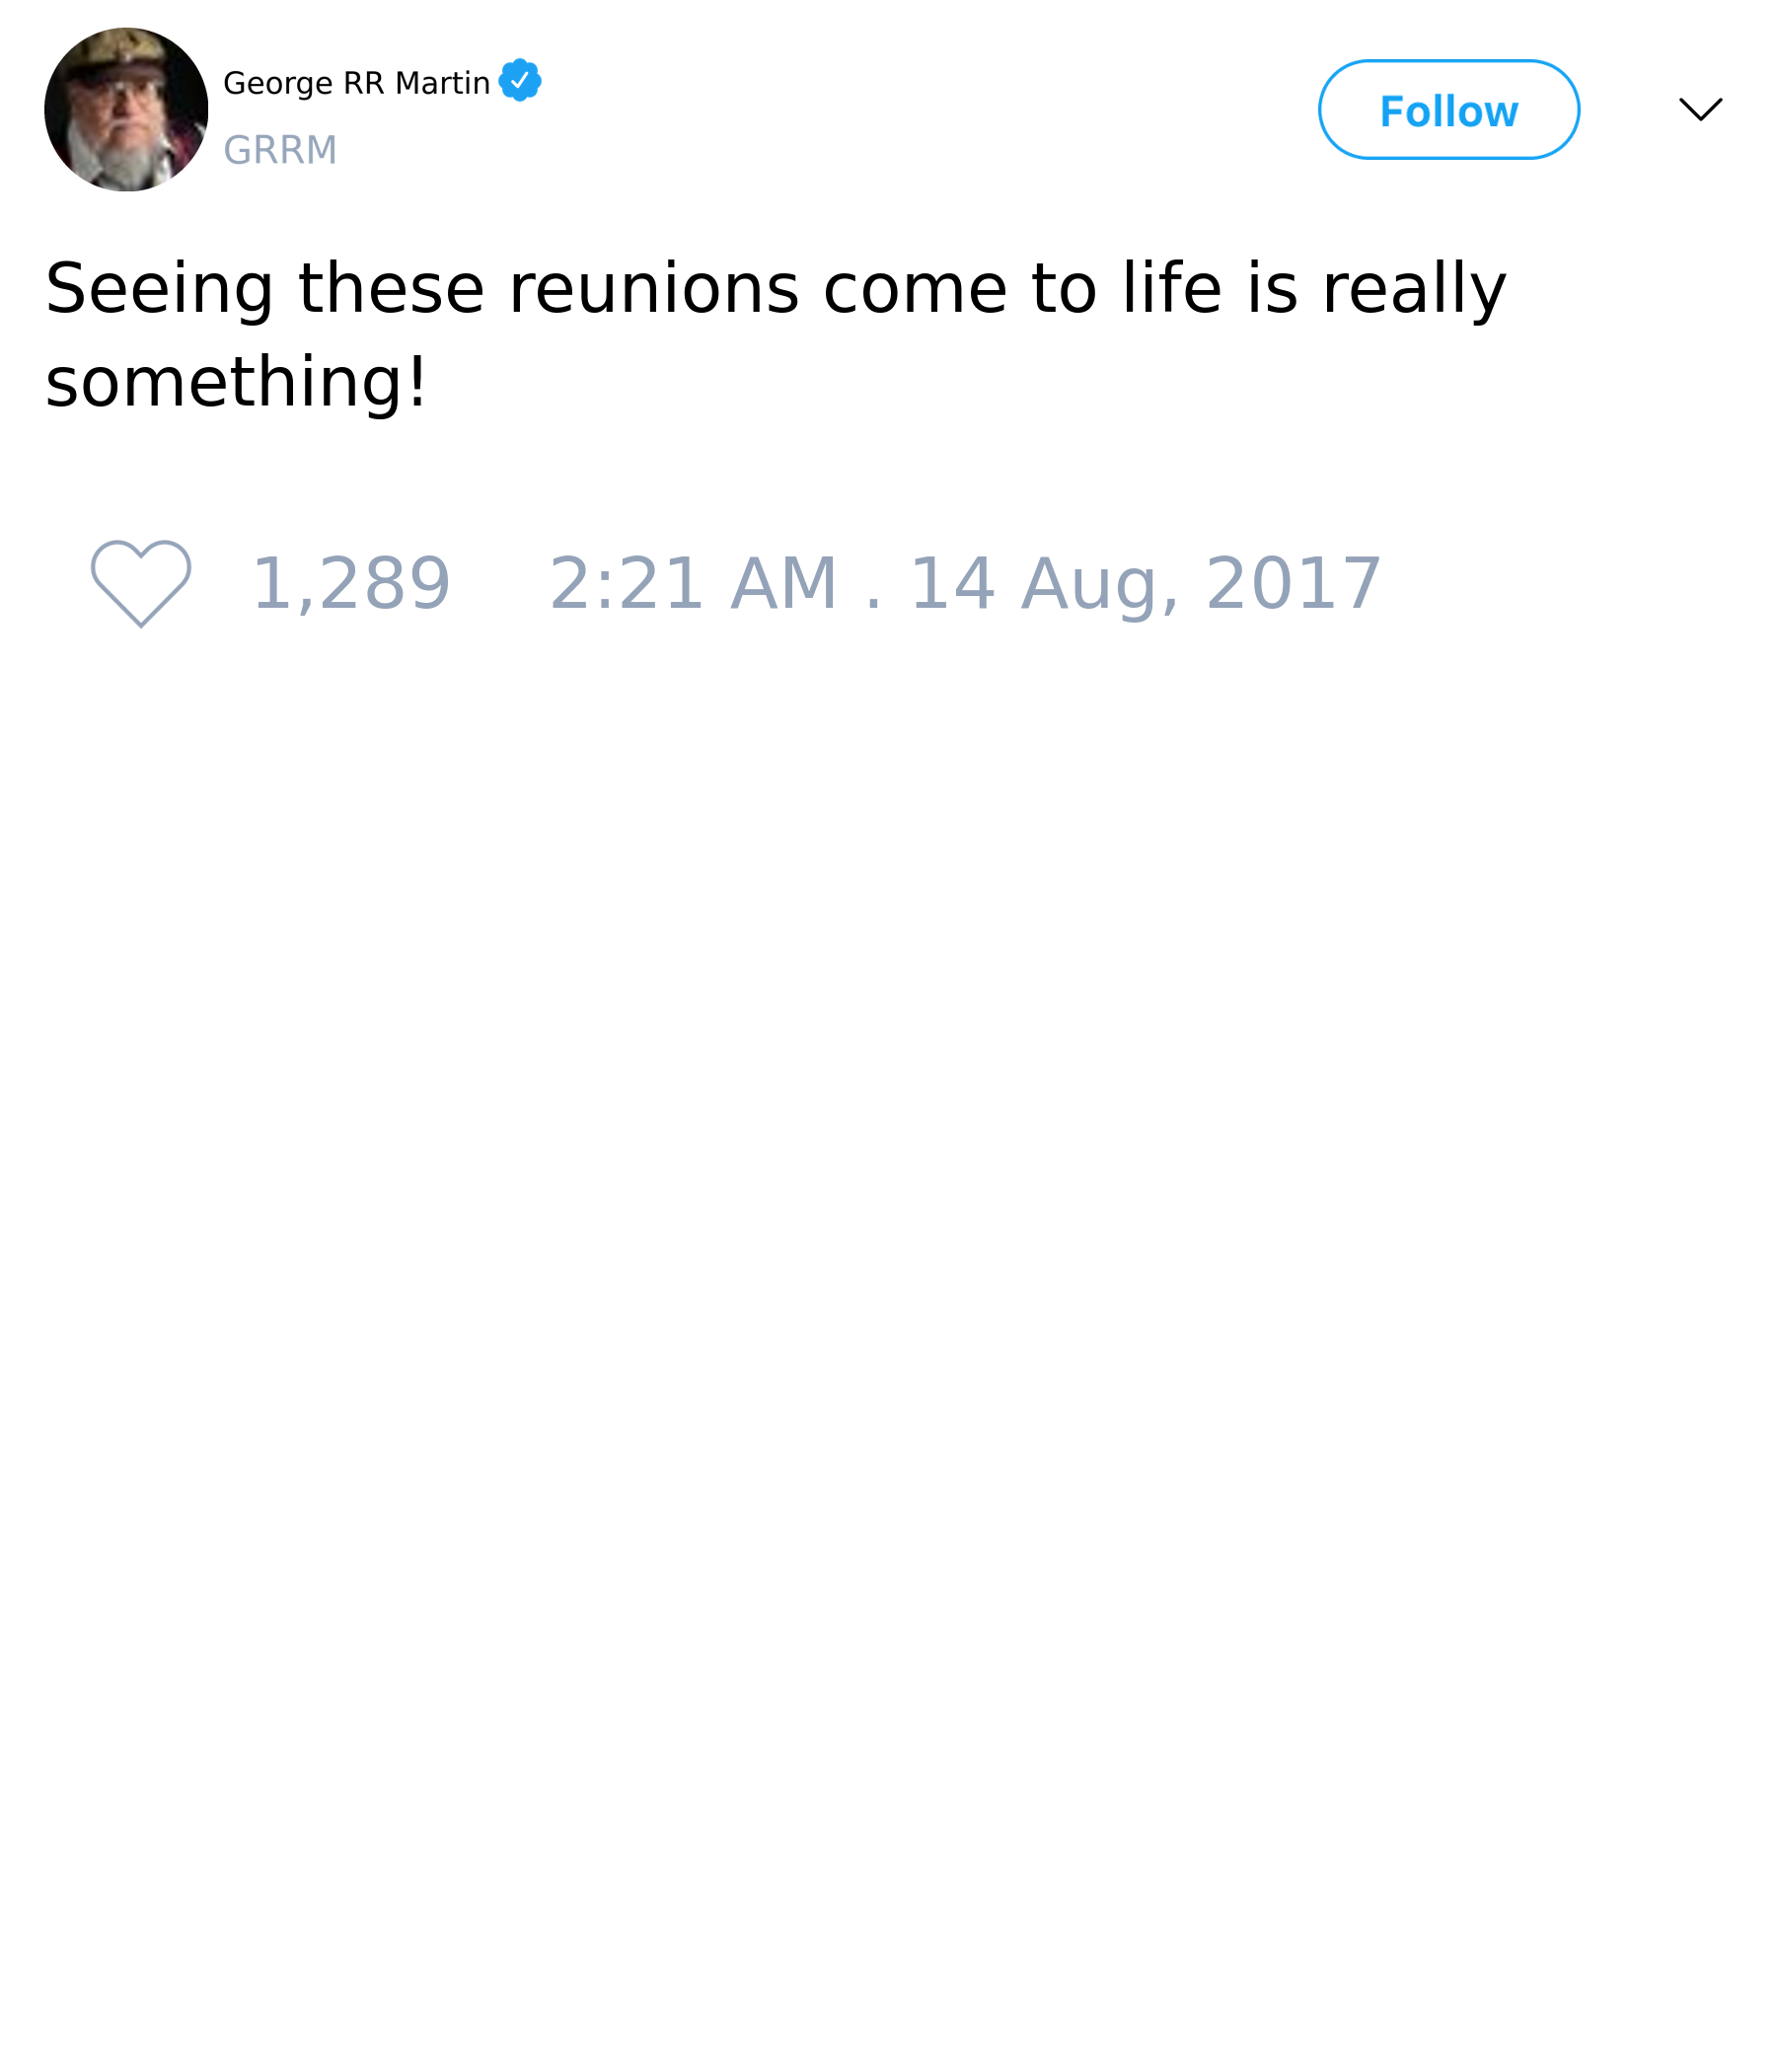 George RR Martin
GRRM
Follow
Seeing these reunions come to life is really
something!
1,289 2:21 AM . 14 Aug, 2017